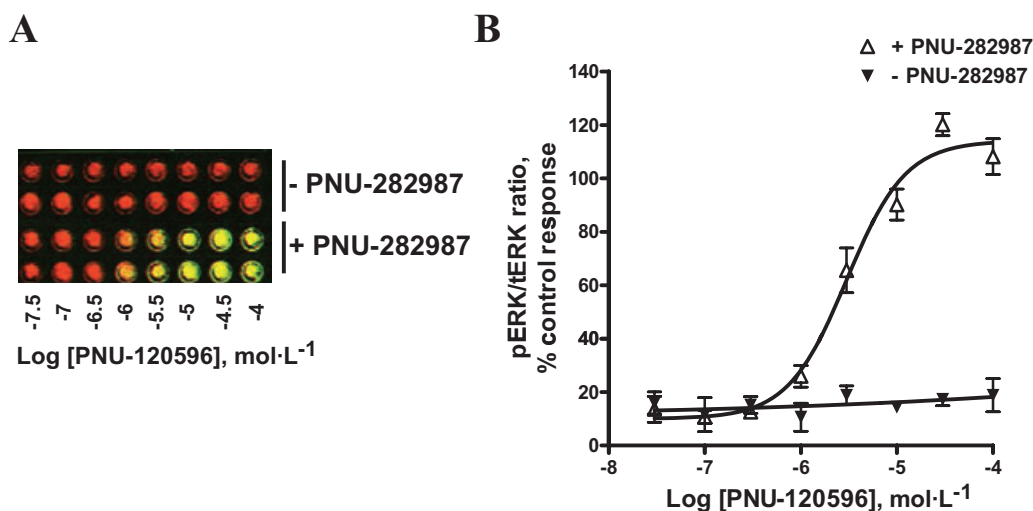 A
- PNU-282987
+ PNU-282987
-7.5 -7 -6.5 -6 -5.5 -5 -4.5 -4
Log [PNU-120596], mol·L-1
B
+ PNU-282987
- PNU-282987
pERK/tERK ratio,
% control response
140
120
100
80
60
40
20
0
-8 -7 -6 -5 -4
Log [PNU-120596], mol·L-1